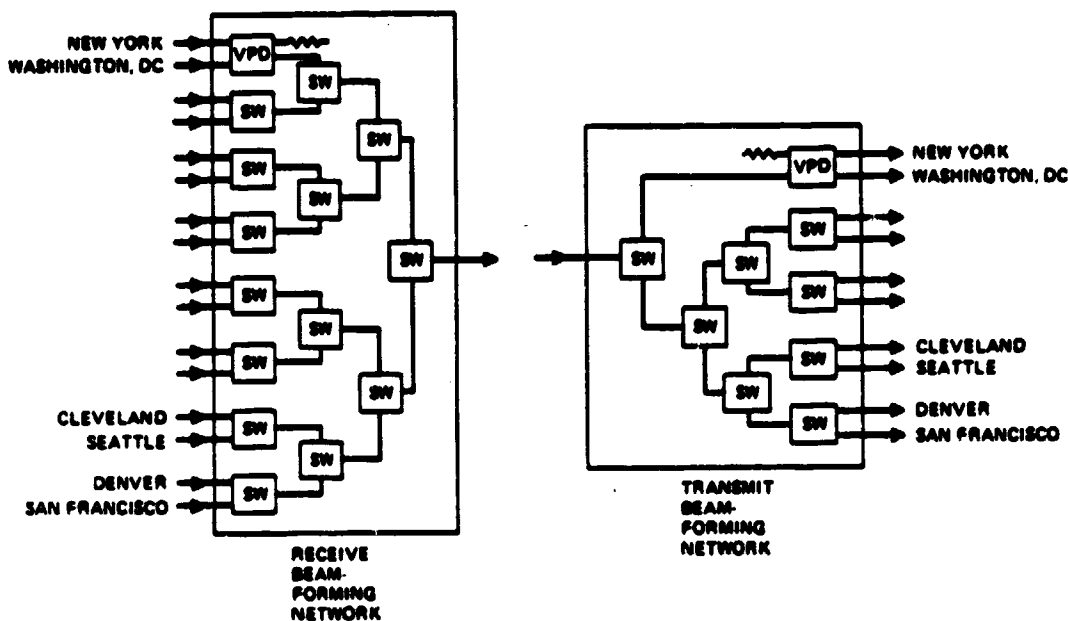 NEW YORK
WASHINGTON, DC
VPD
SW
SW
SW
SW
SW
SW
SW
SW
SW
SW
SW
CLEVELAND
SEATTLE
SW
SW
SW
DENVER
SAN FRANCISCO
SW
RECEIVE
BEAM-
FORMING
NETWORK
VPD
NEW YORK
WASHINGTON, DC
SW
SW
SW
SW
SW
SW
CLEVELAND
SEATTLE
SW
SW
DENVER
SAN FRANCISCO
TRANSMIT
BEAM-
FORMING
NETWORK